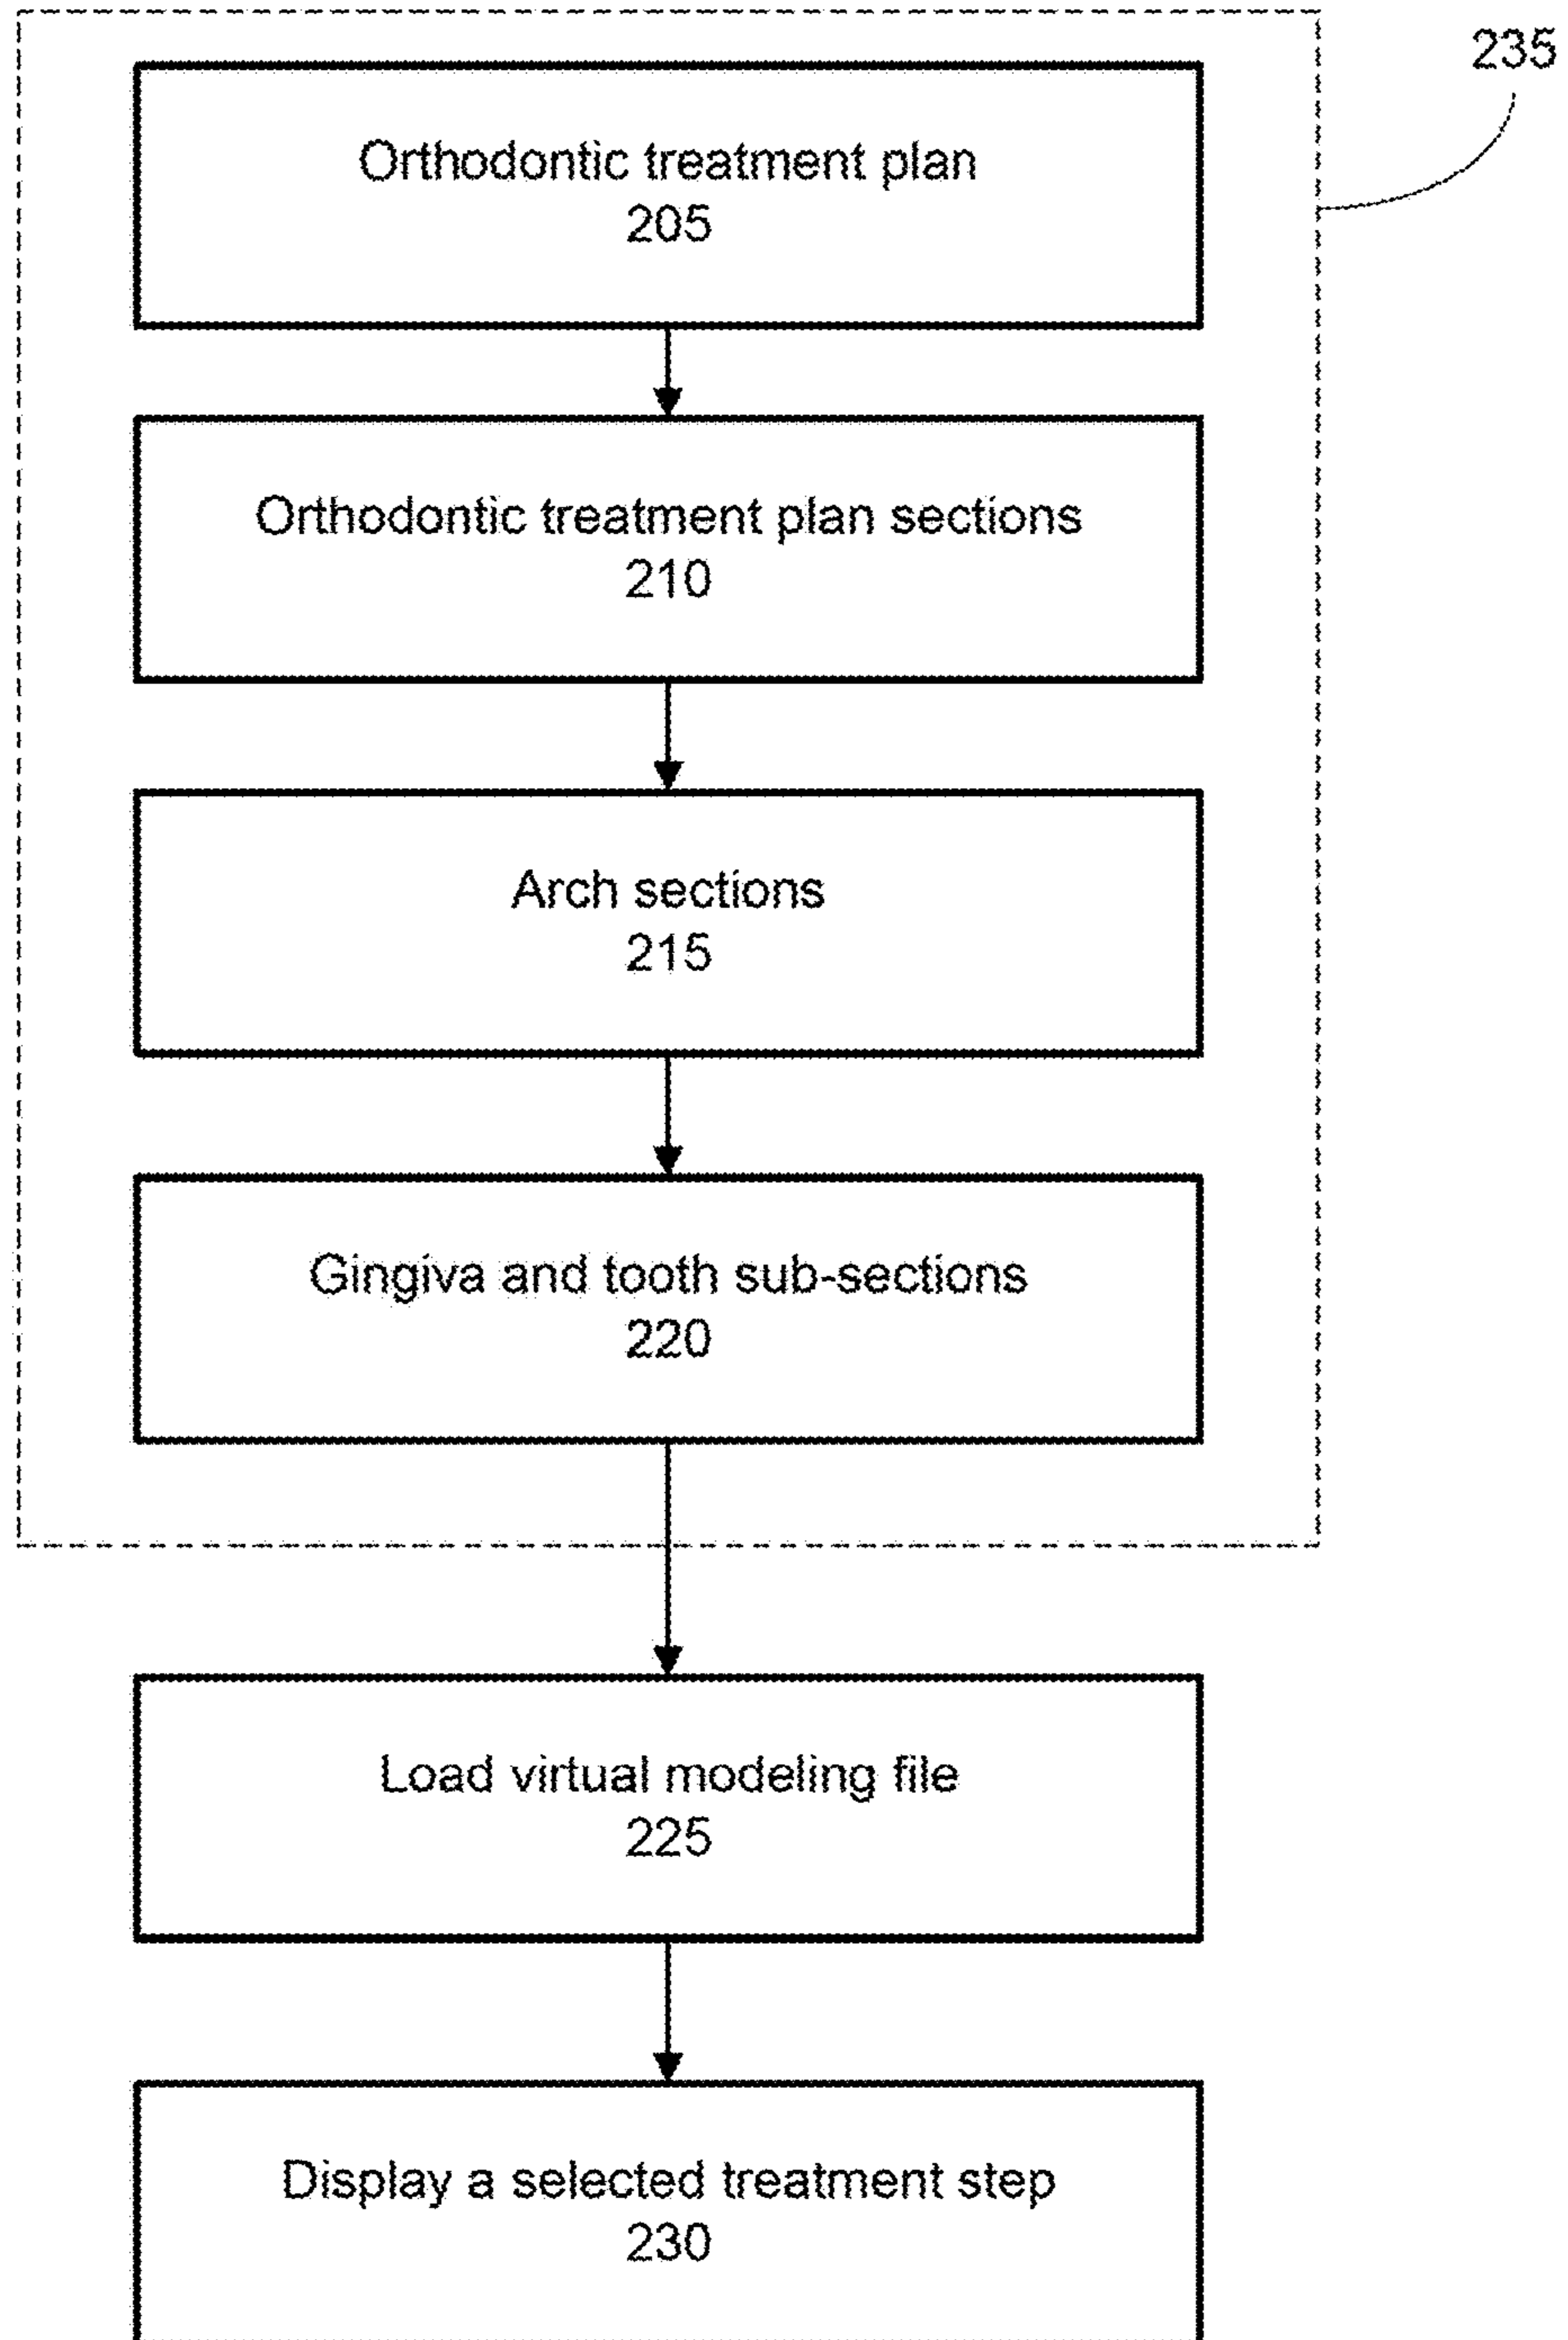 235
Orthodontic treatment plan
205
Orthodontic treatment plan sections
210
Arch sections
215
Gingiva and tooth sub-sections
220
Load virtual modeling file
225
Display a selected treatment step
230